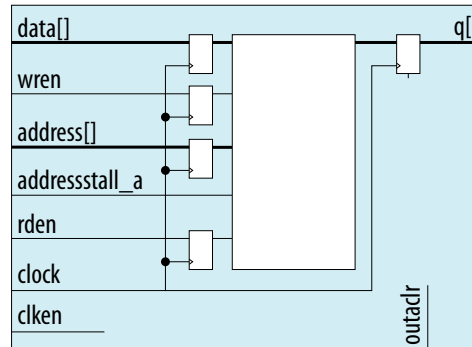 data[]
q[
wren
address[]
addressstall_a
rden
clock
clken
outaclr